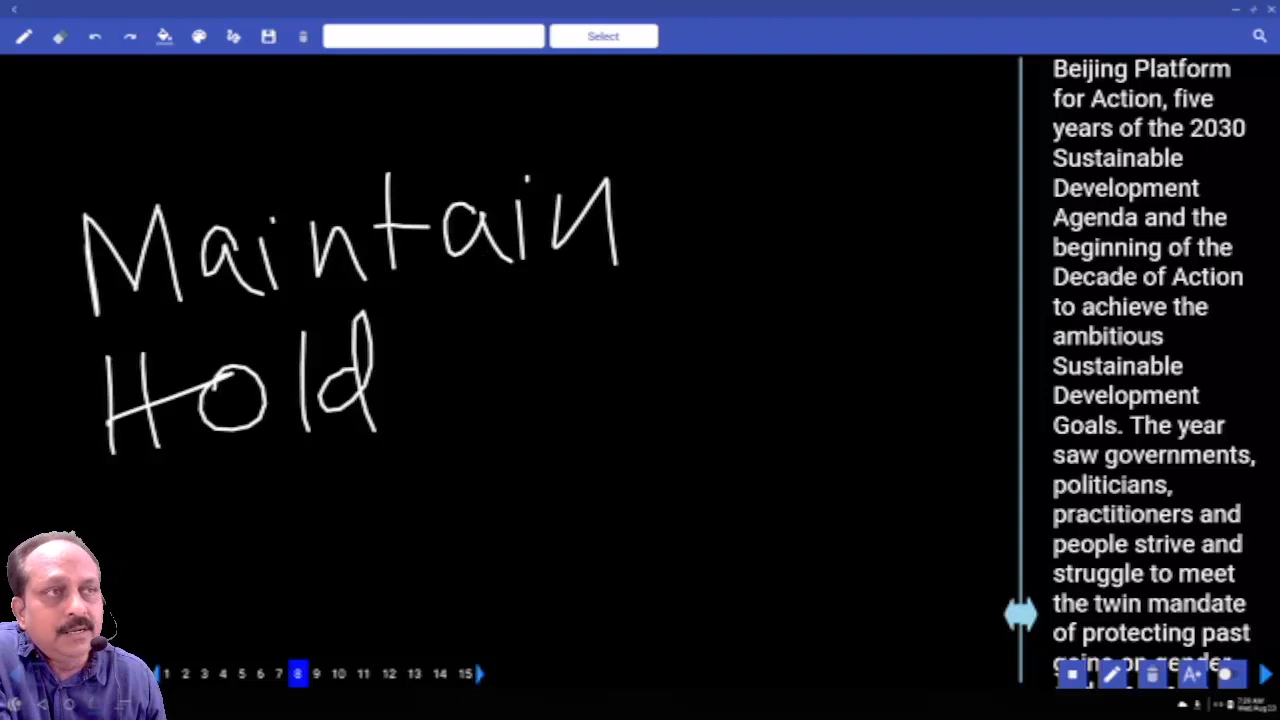 Select
Maintain
Hold
Beijing Platform
for Action, five
years of the 2030
Sustainable
Development
Agenda and the
beginning of the
Decade of Action
to achieve the
ambitious
Sustainable
Development
Goals. The year
saw governments,
politicians,
practitioners and
people strive and
struggle to meet
the twin mandate
of protecting past
gains on gender
1 2 3 4 5 6 7 8 9 10 11 12 13 14 15
A+